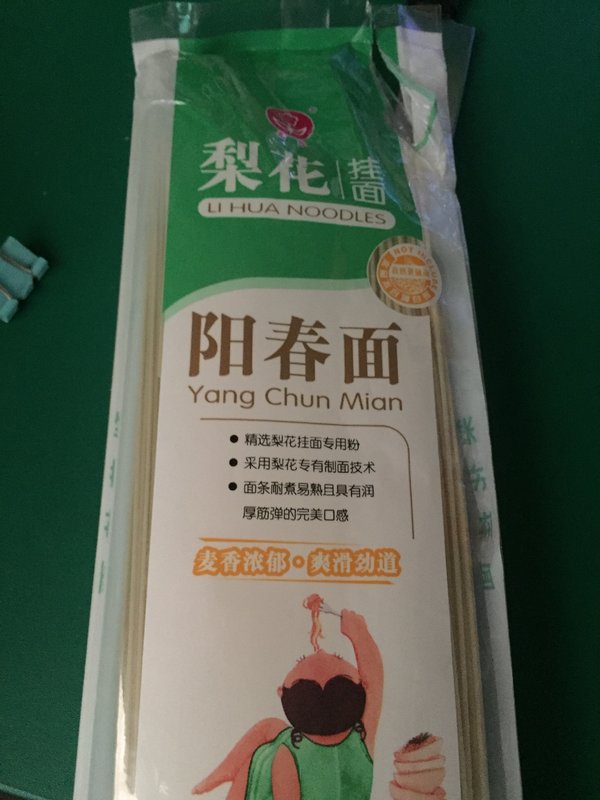 梨花挂面
LI HUA NOODLES
NOT INCLUDED
阳春面
Yang Chun Mian
● 精选梨花挂面专用粉
● 采用梨花专有制面技术
● 面条耐煮易熟且具有润
厚筋弹的完美口感
麦香浓郁·爽滑劲道